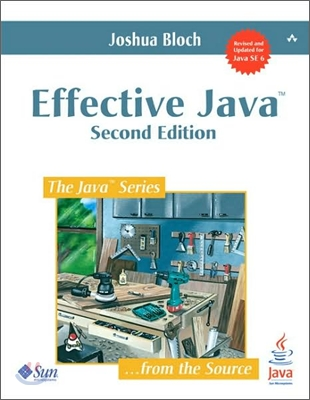 Joshua Bloch
Revised and
Updated for
Java SE 6
Effective Java™
Second Edition
The Java™ Series
...from the Source
Sun
Java